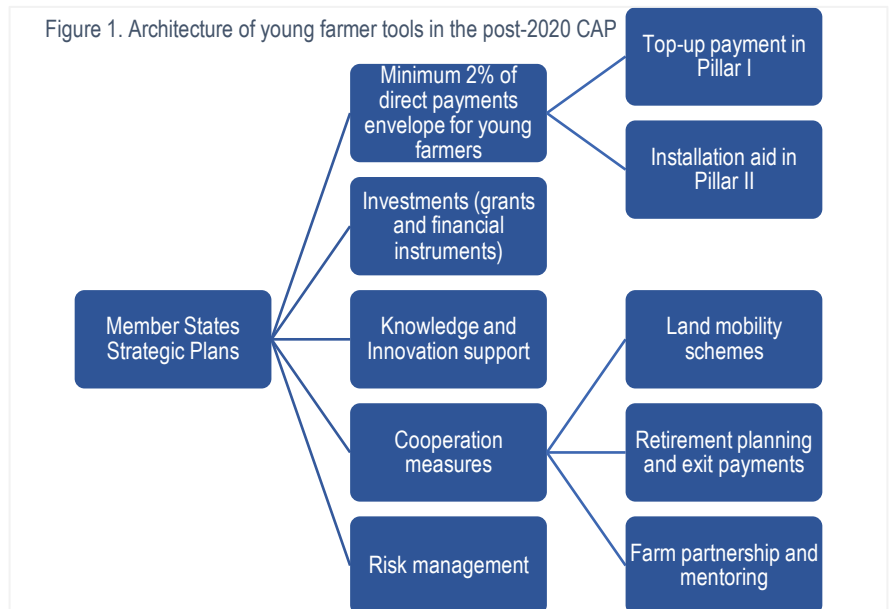 Figure 1. Architecture of young farmer tools in the post-2020 CAP
Minimum 2% of
direct payments
envelope for young
farmers
Top-up payment in
Pillar I
Installation aid in
Pillar II
Investments (grants
and financial
instruments)
Member States
Strategic Plans
Knowledge and
Innovation support
Land mobility
schemes
Cooperation
measures
Retirement planning
and exit payments
Risk management
Farm partnership and
mentoring